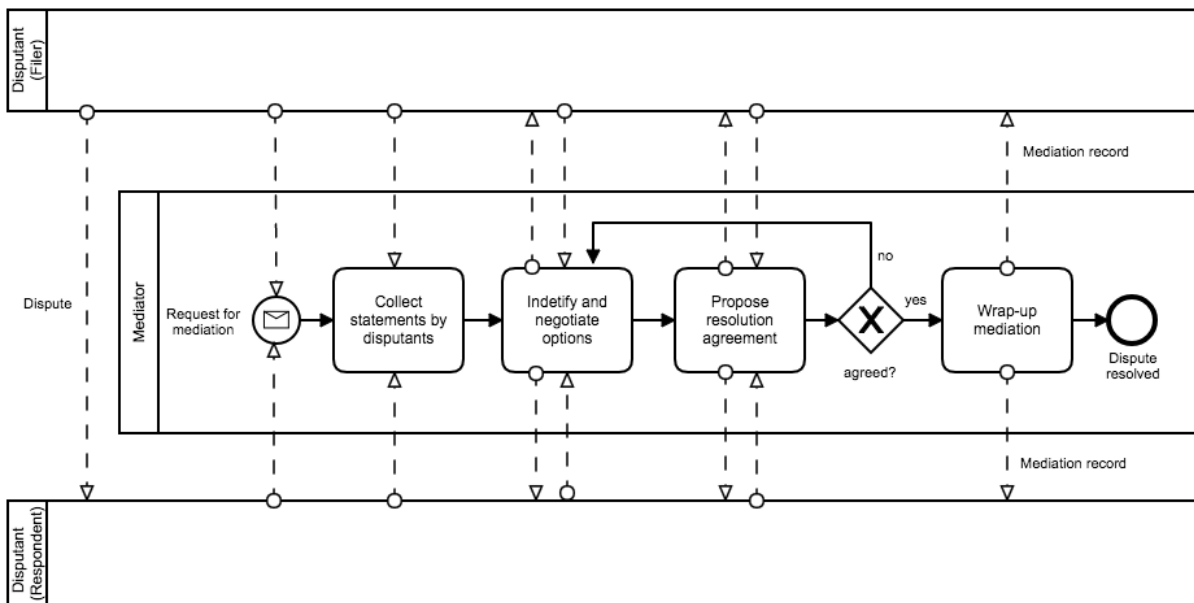 Disputant
(Filer)
Mediation record
Mediator
Request for
mediation
Collect
statements by
disputants
Indetify and
negotiate
options
Propose
resolution
agreement
no
agreed?
yes
Wrap-up
mediation
Dispute
resolved
Dispute
Mediation record
Disputant
(Respondent)